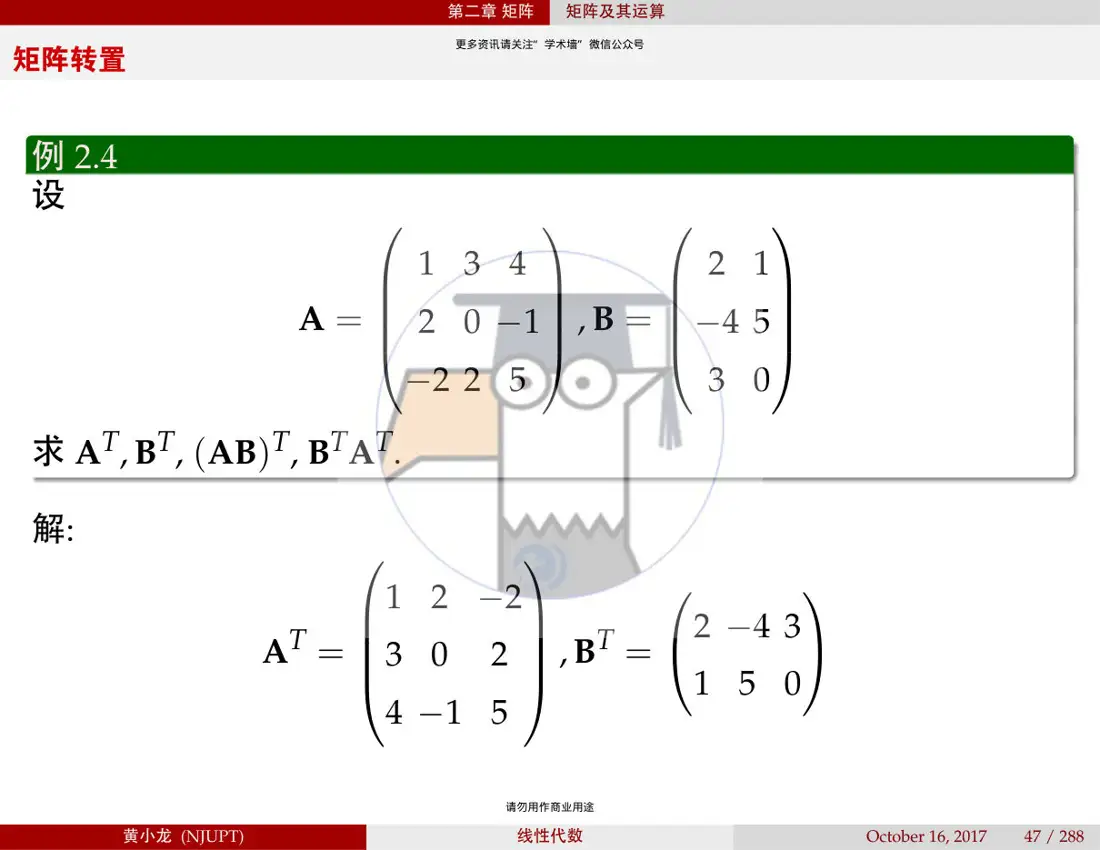 第二章 矩阵 矩阵及其运算
更多资讯请关注“学术墙”微信公众号
矩阵转置
例 2.4
设
A = ( 1 3 4
2 0 −1
−2 2 5 ) , B = ( 2 1
−4 5
3 0 )
求 A^T, B^T, (AB)^T, B^T A^T.
解:
A^T = ( 1 2 −2
3 0 2
4 −1 5 ) , B^T = ( 2 −4 3
1 5 0 )
请勿用作商业用途
黄小龙 (NJUPT) 线性代数 October 16, 2017 47 / 288